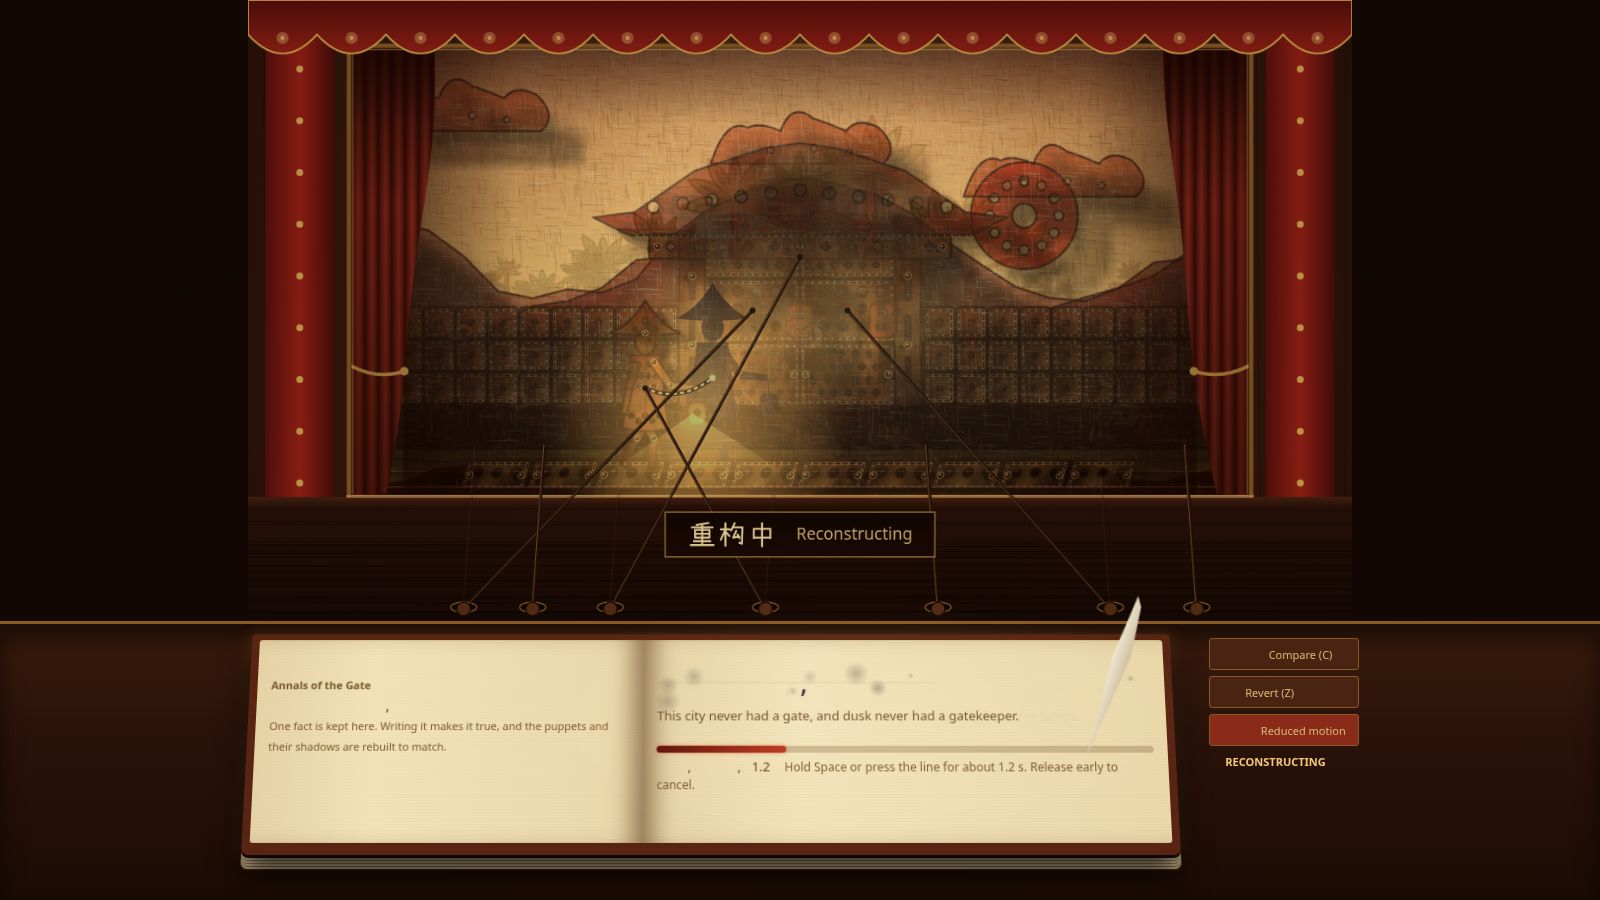 重构中 Reconstructing
Annals of the Gate
,
One fact is kept here. Writing it makes it true, and the puppets and
their shadows are rebuilt to match.
,
This city never had a gate, and dusk never had a gatekeeper.
, , 1.2 Hold Space or press the line for about 1.2 s. Release early to
cancel.
Compare (C)
Revert (Z)
Reduced motion
RECONSTRUCTING